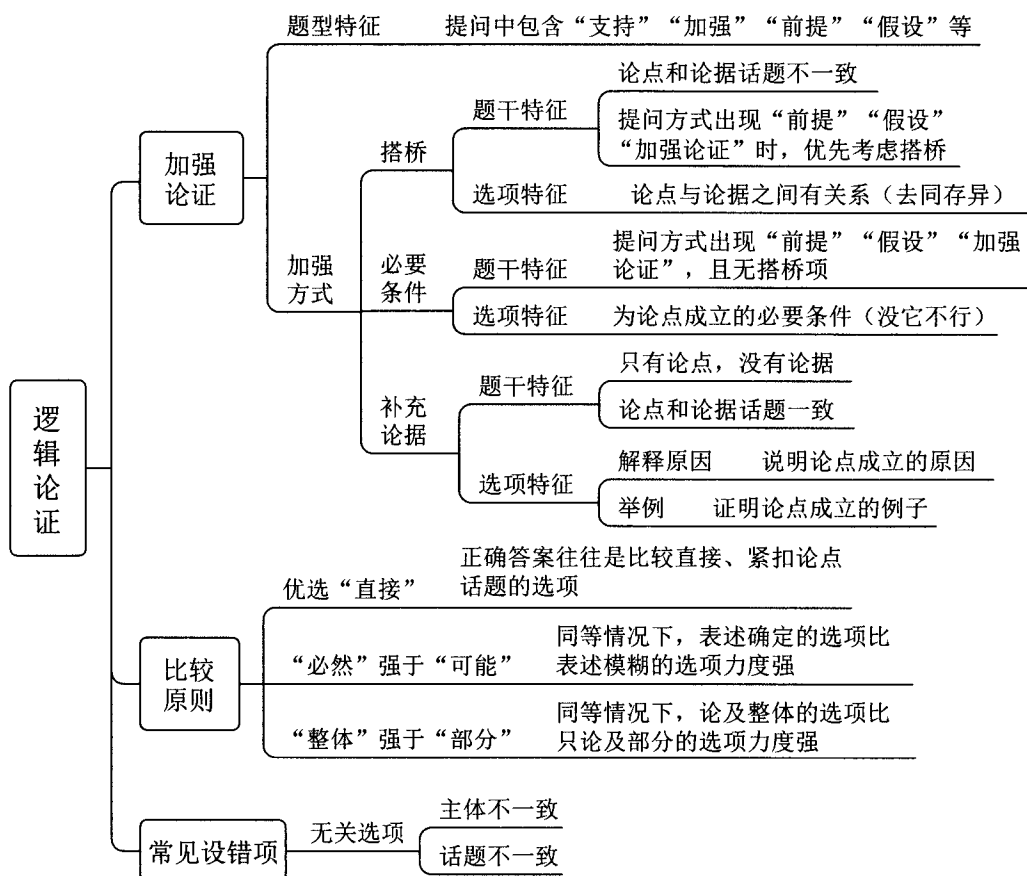 题型特征 提问中包含“支持”“加强”“前提”“假设”等
论点和论据话题不一致
题干特征
提问方式出现“前提”“假设”
“加强论证”时，优先考虑搭桥
加强
论证
搭桥
选项特征 论点与论据之间有关系（去同存异）
加强
方式
必要
条件
题干特征
提问方式出现“前提”“假设”“加强
论证”，且无搭桥项
选项特征 为论点成立的必要条件（没它不行）
只有论点，没有论据
题干特征
论点和论据话题一致
补充
论据
解释原因 说明论点成立的原因
选项特征
举例 证明论点成立的例子
逻
辑
论
证
优选“直接”
正确答案往往是比较直接、紧扣论点
话题的选项
比较
原则
“必然”强于“可能”
同等情况下，表述确定的选项比
表述模糊的选项力度强
“整体”强于“部分”
同等情况下，论及整体的选项比
只论及部分的选项力度强
常见设错项
无关选项
主体不一致
话题不一致